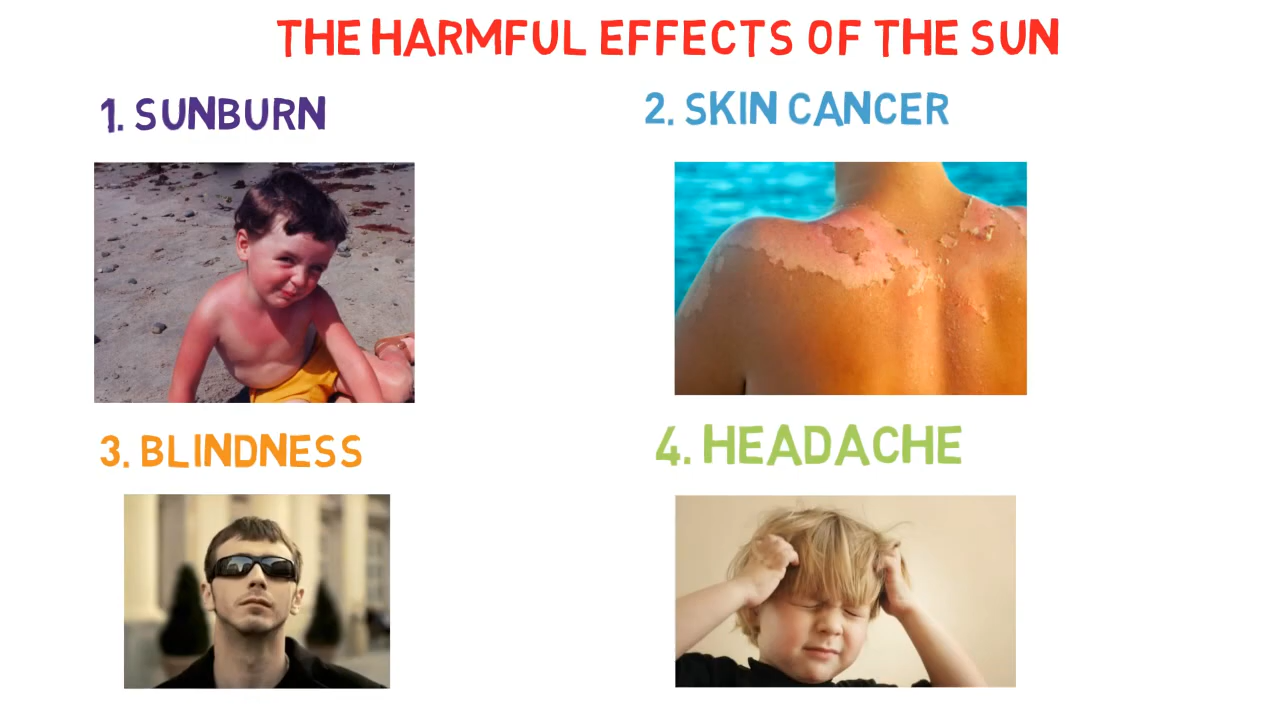 THE HARMFUL EFFECTS OF THE SUN
1. SUNBURN
2. SKIN CANCER
3. BLINDNESS
4. HEADACHE